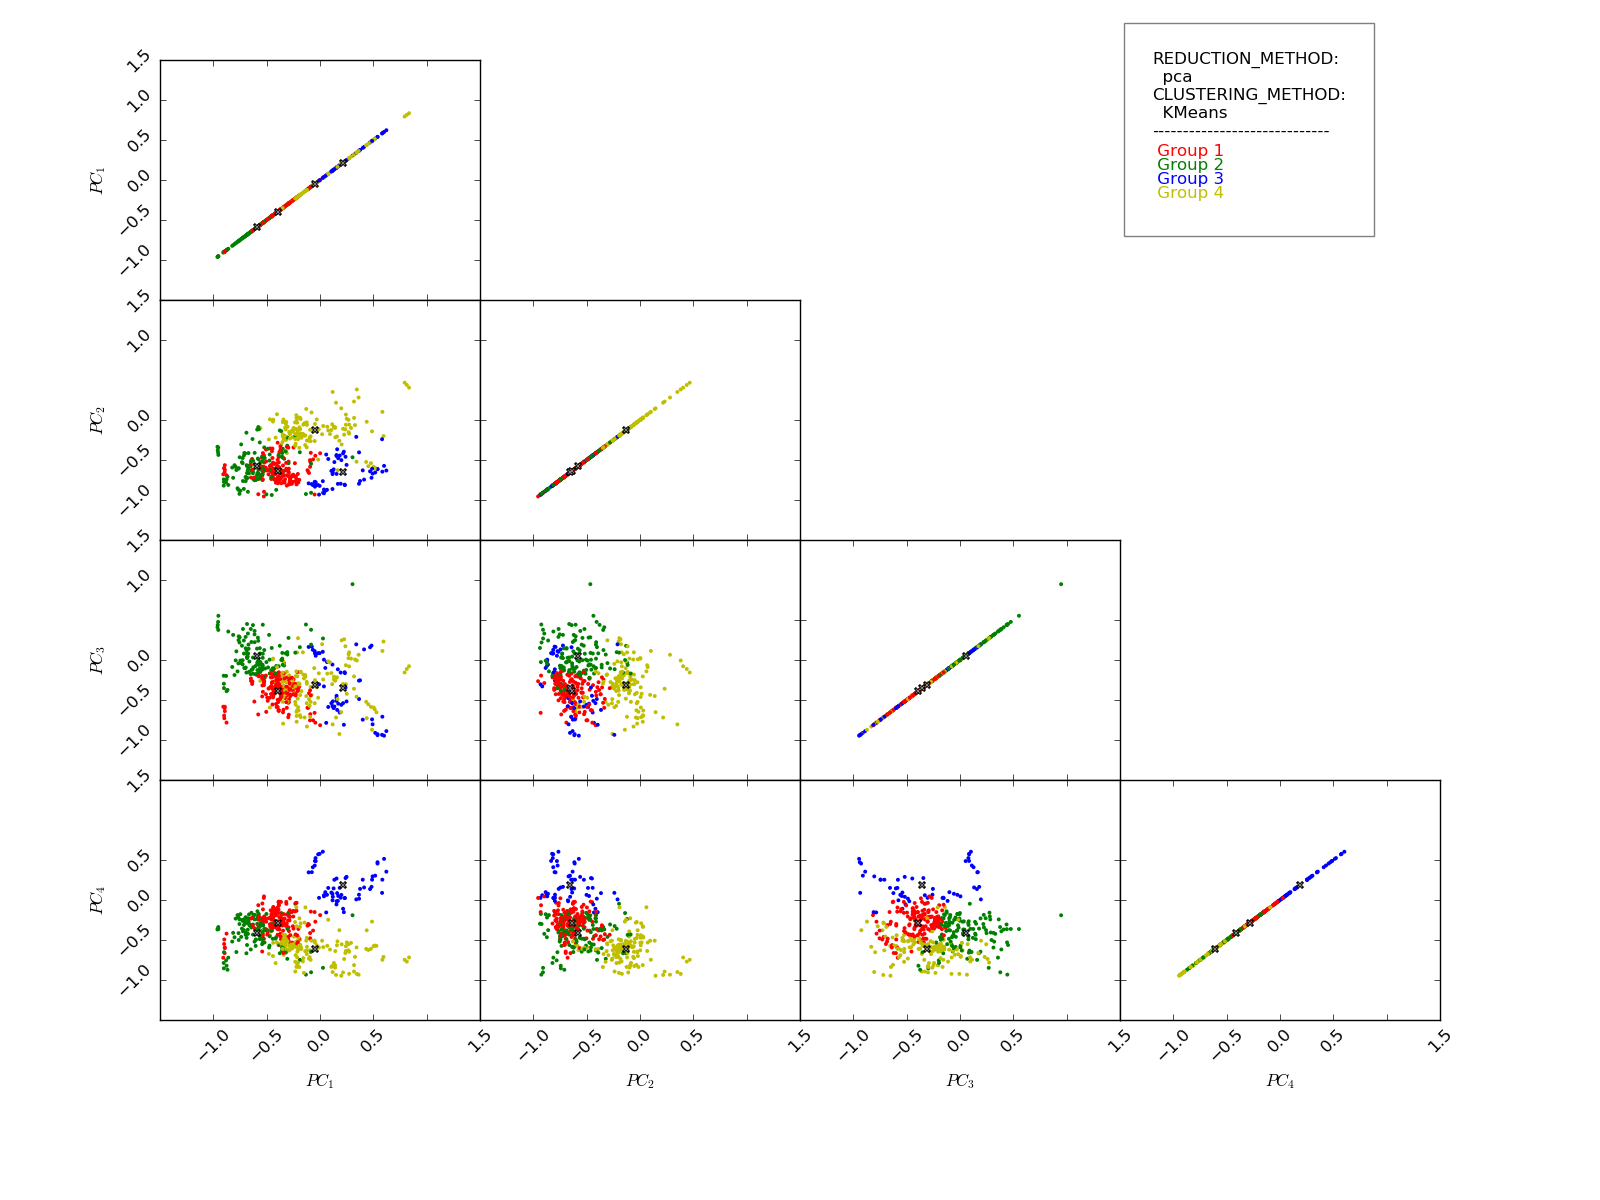 REDUCTION_METHOD:
pca
CLUSTERING_METHOD:
KMeans
-----------------------------
Group 1
Group 2
Group 3
Group 4
1.5
1.0
0.5
0.0
−0.5
−1.0
PC1
1.5
1.0
0.0
−0.5
−1.0
PC2
1.5
1.0
0.0
−0.5
−1.0
PC3
1.5
0.5
0.0
−0.5
−1.0
PC4
−1.0 −0.5 0.0 0.5 1.5 −1.0 −0.5 0.0 0.5 1.5 −1.0 −0.5 0.0 0.5 1.5 −1.0 −0.5 0.0 0.5 1.5
PC1 PC2 PC3 PC4